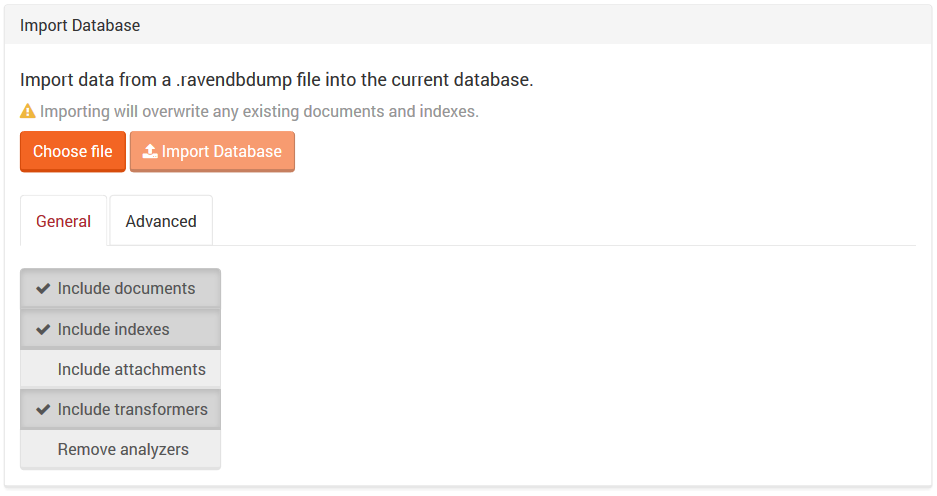 Import Database
Import data from a .ravendbdump file into the current database.
Importing will overwrite any existing documents and indexes.
Choose file Import Database
General Advanced
Include documents
Include indexes
Include attachments
Include transformers
Remove analyzers